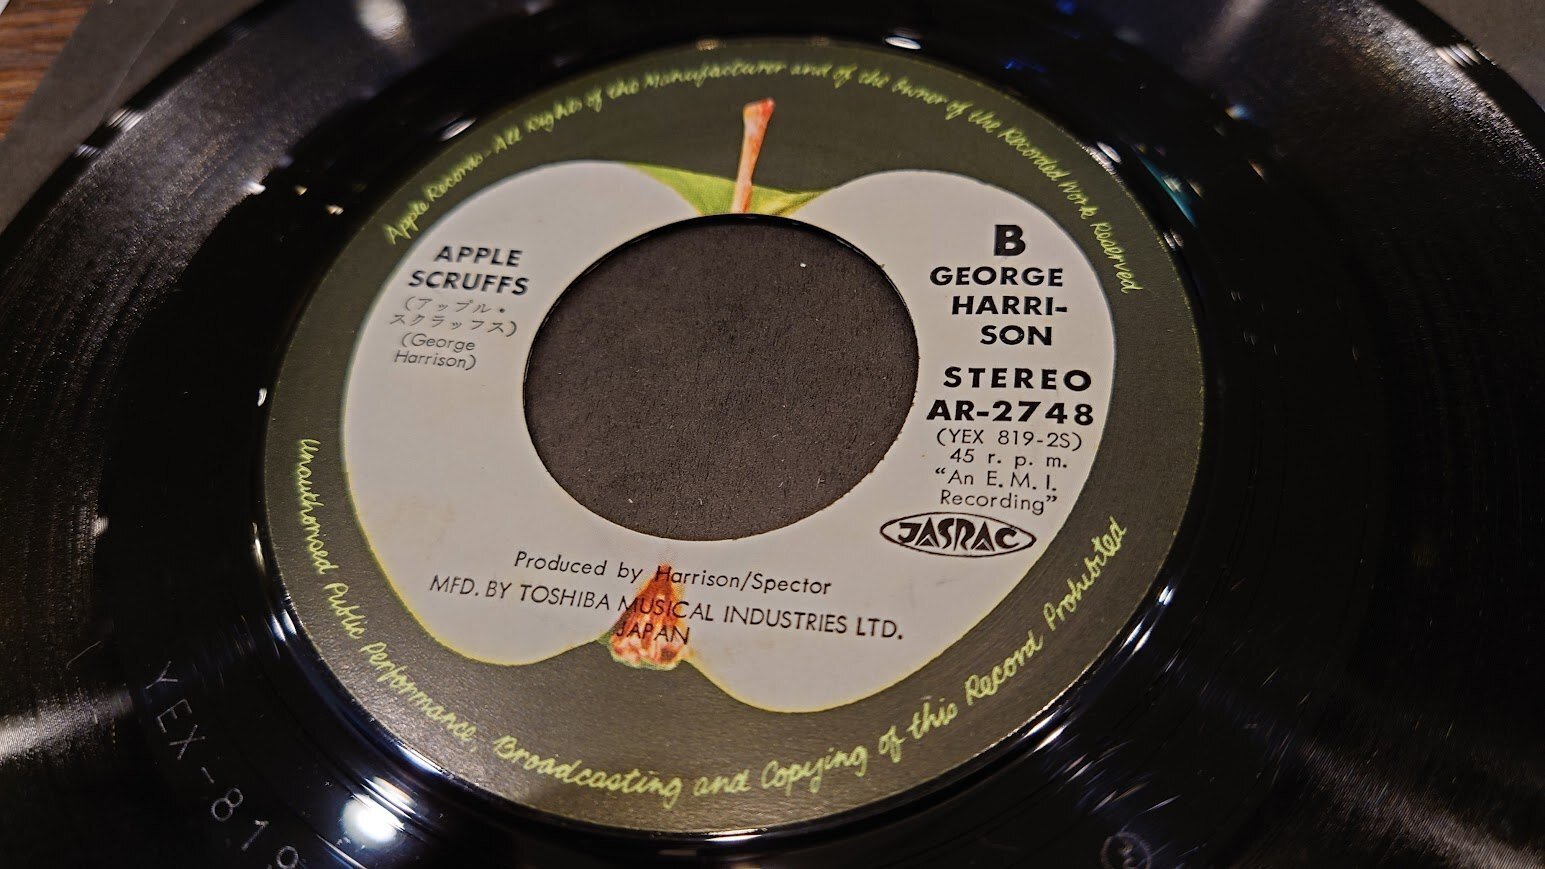 Apple Records-All Rights of the Manufacturer and of the Owner of the Recorded Work Reserved
APPLE
SCRUFFS
(アップル・
スクラッフス)
(George
Harrison)
B
GEORGE
HARRI-
SON
STEREO
AR-2748
(YEX 819-2S)
45 r. p. m.
"An E. M. I.
Recording"
JASRAC
Produced by Harrison/Spector
MFD. BY TOSHIBA MUSICAL INDUSTRIES LTD.
JAPAN
Unauthorised Public Performance, Broadcasting and Copying of this Record Prohibited
YEX-819